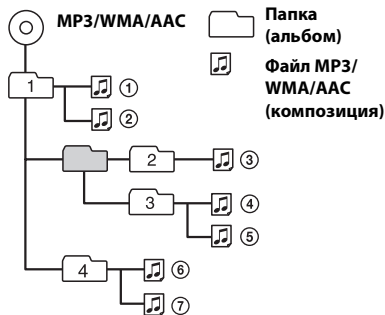 MP3/WMA/AAC
Папка
(альбом)
Файл MP3/
WMA/AAC
(композиция)
1
①
②
2
③
3
④
⑤
4
⑥
⑦